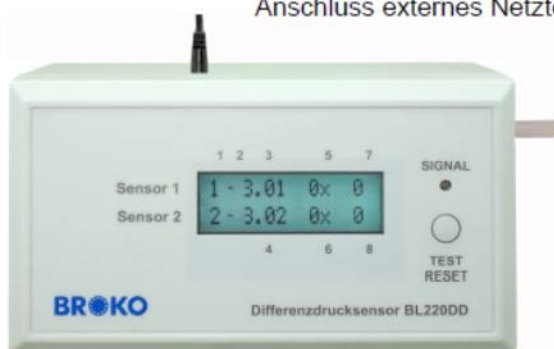 Anschluss externes
1 2 3 5 7
SIGNAL
Sensor 1 1 - 3.01 0x 0
Sensor 2 2 - 3.02 0x 0
4 6 8
TEST
RESET
BROKO Differenzdrucksensor BL220DD